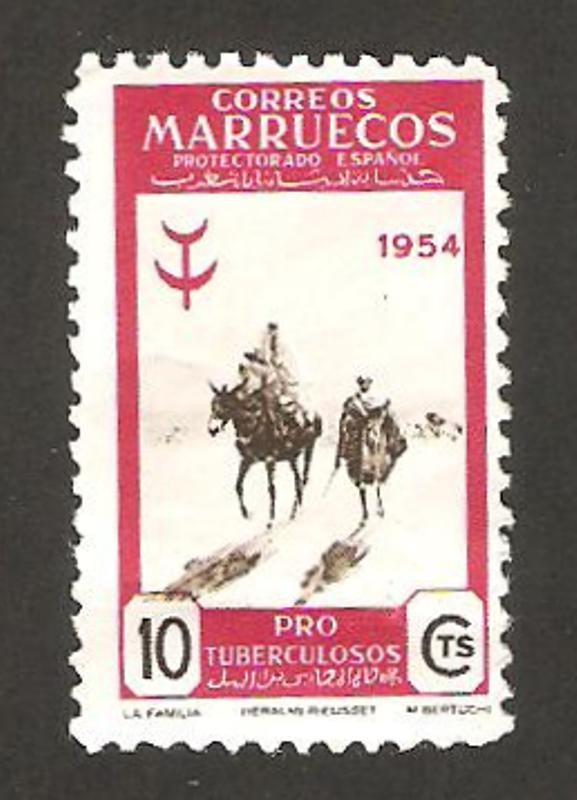 CORREOS
MARRUECOS
PROTECTORADO ESPAÑOL
1954
10
PRO
TUBERCULOSOS
CTS
LA FAMILIA
M. BERTUCHI